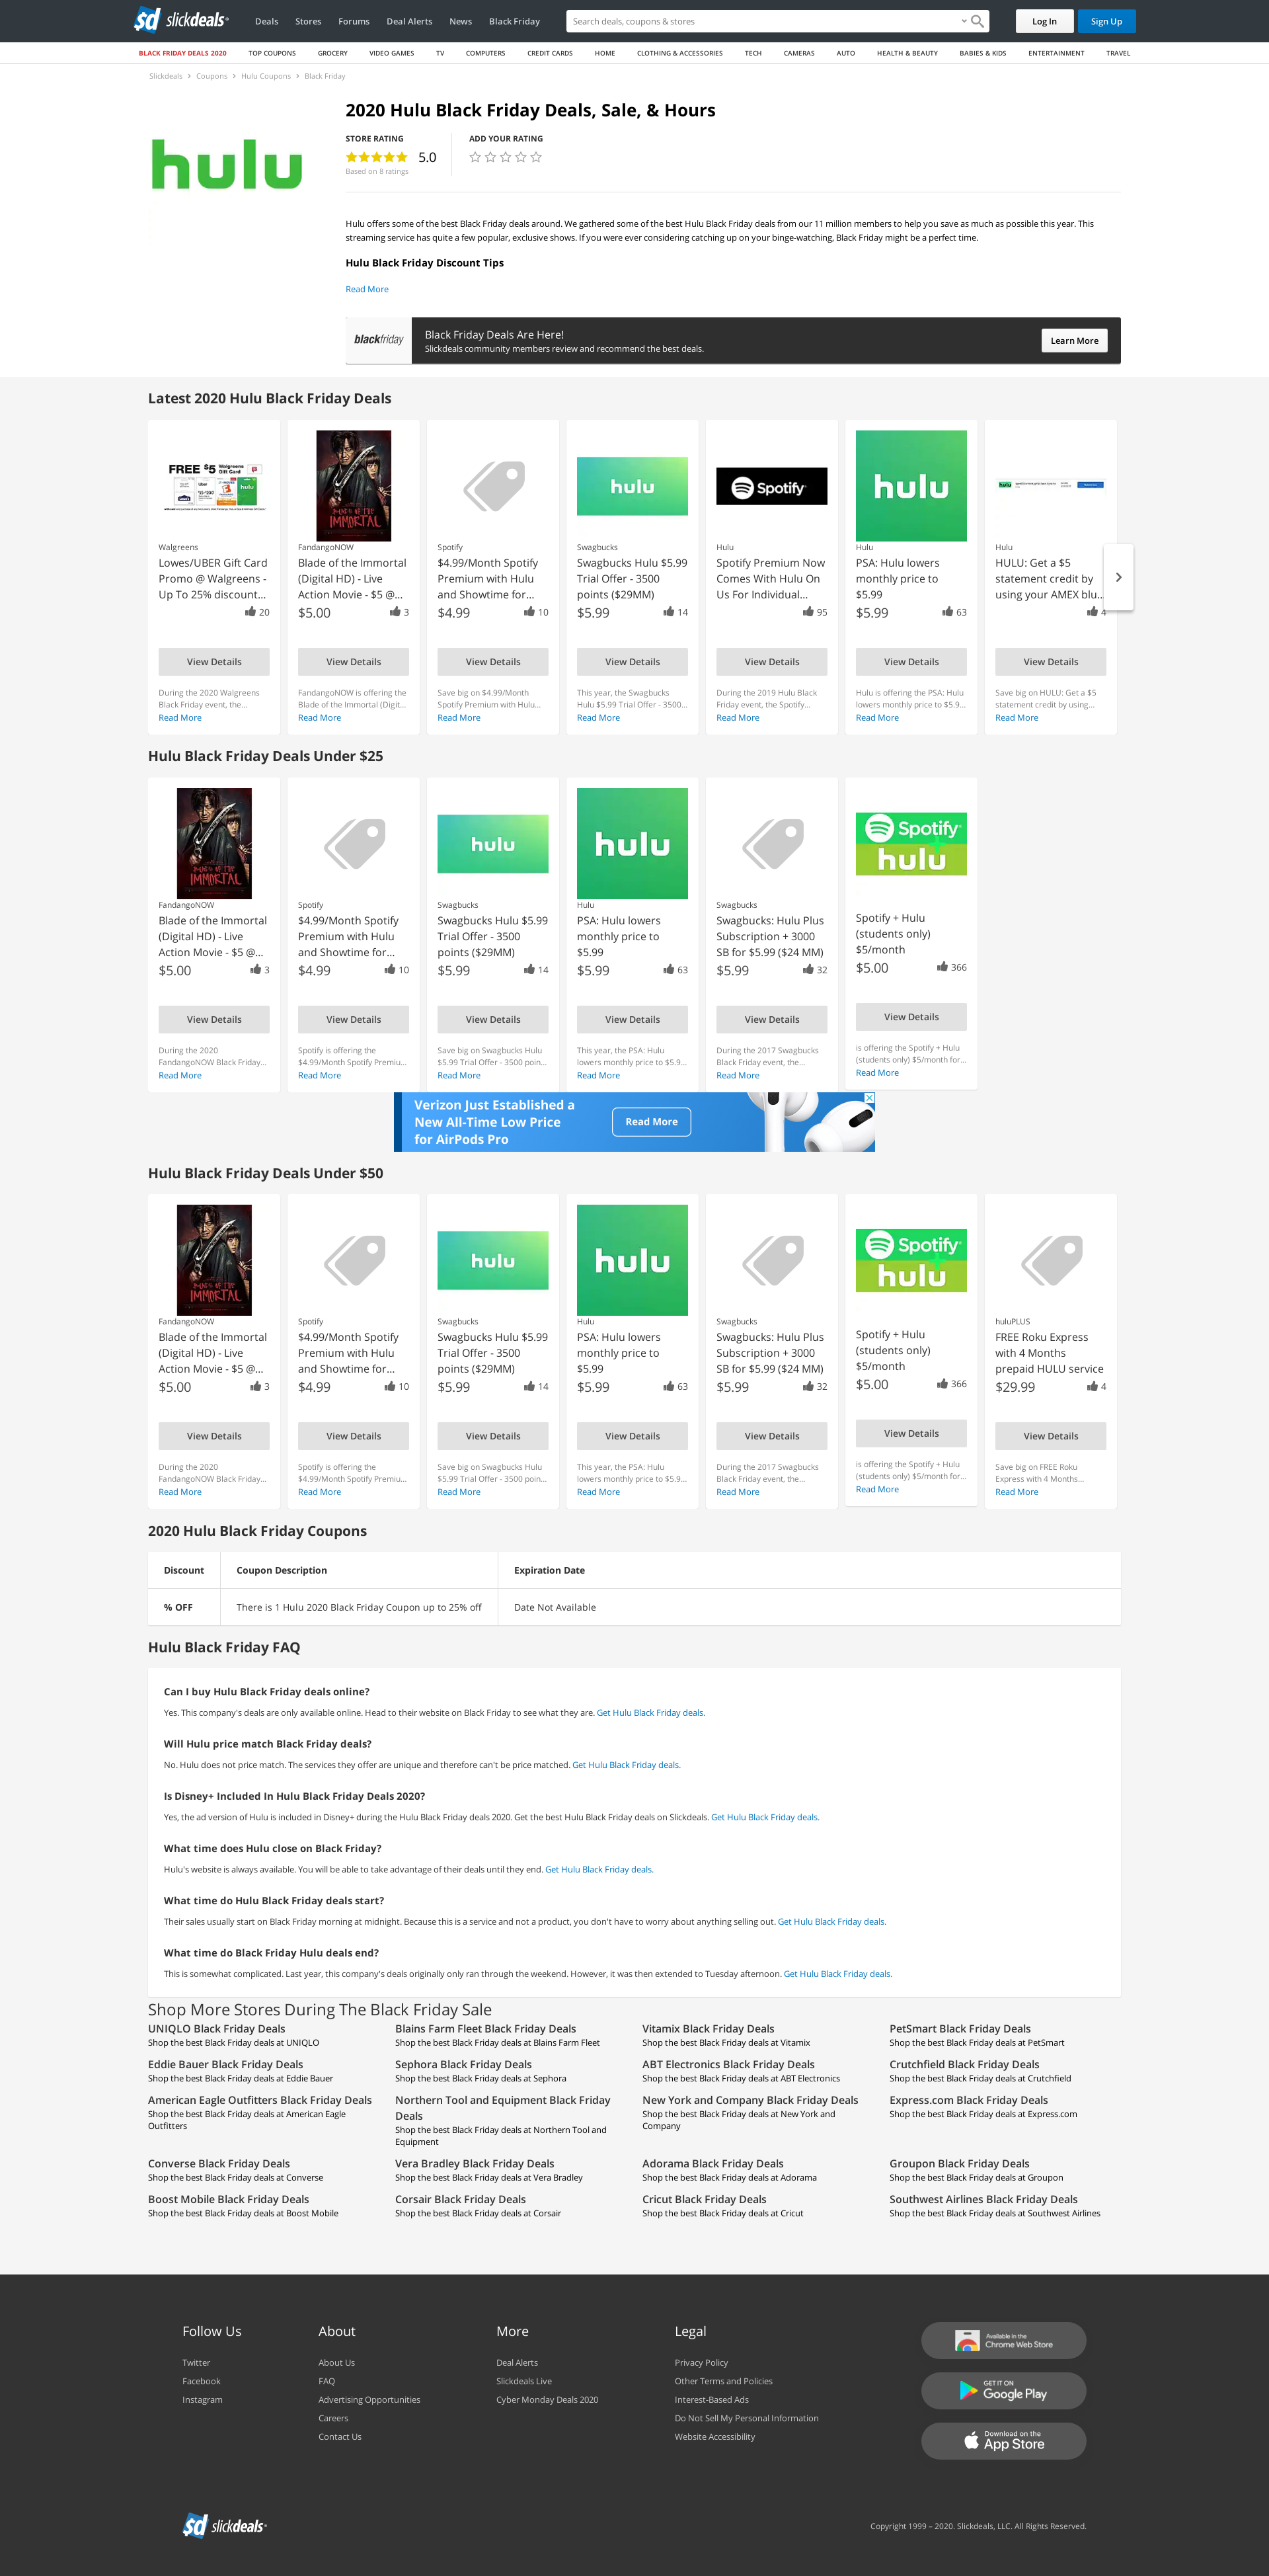 slickdeals
Deals Stores Forums Deal Alerts News Black Friday
Search deals, coupons & stores
Log In Sign Up
BLACK FRIDAY DEALS 2020 TOP COUPONS GROCERY VIDEO GAMES TV COMPUTERS CREDIT CARDS HOME CLOTHING & ACCESSORIES TECH CAMERAS AUTO HEALTH & BEAUTY BABIES & KIDS ENTERTAINMENT TRAVEL
Slickdeals › Coupons › Hulu Coupons › Black Friday
hulu
2020 Hulu Black Friday Deals, Sale, & Hours
STORE RATING
5.0
Based on 8 ratings
ADD YOUR RATING
Hulu offers some of the best Black Friday deals around. We gathered some of the best Hulu Black Friday deals from our 11 million members to help you save as much as possible this year. This
streaming service has quite a few popular, exclusive shows. If you were ever considering catching up on your binge-watching, Black Friday might be a perfect time.
Hulu Black Friday Discount Tips
Read More
blackfriday
Black Friday Deals Are Here!
Slickdeals community members review and recommend the best deals.
Learn More
Latest 2020 Hulu Black Friday Deals
FREE $5 Walgreens Gift Card
Walgreens
Lowes/UBER Gift Card
Promo @ Walgreens -
Up To 25% discount...
20
View Details
During the 2020 Walgreens
Black Friday event, the...
Read More
IMMORTAL
FandangoNOW
Blade of the Immortal
(Digital HD) - Live
Action Movie - $5 @...
$5.00 3
View Details
FandangoNOW is offering the
Blade of the Immortal (Digit...
Read More
Spotify
$4.99/Month Spotify
Premium with Hulu
and Showtime for...
$4.99 10
View Details
Save big on $4.99/Month
Spotify Premium with Hulu...
Read More
hulu
Swagbucks
Swagbucks Hulu $5.99
Trial Offer - 3500
points ($29MM)
$5.99 14
View Details
This year, the Swagbucks
Hulu $5.99 Trial Offer - 3500...
Read More
Spotify
Hulu
Spotify Premium Now
Comes With Hulu On
Us For Individual...
95
View Details
During the 2019 Hulu Black
Friday event, the Spotify...
Read More
hulu
Hulu
PSA: Hulu lowers
monthly price to
$5.99
$5.99 63
View Details
Hulu is offering the PSA: Hulu
lowers monthly price to $5.9...
Read More
Hulu
HULU: Get a $5
statement credit by
using your AMEX blu...
4
View Details
Save big on HULU: Get a $5
statement credit by using...
Read More
Hulu Black Friday Deals Under $25
IMMORTAL
FandangoNOW
Blade of the Immortal
(Digital HD) - Live
Action Movie - $5 @...
$5.00 3
View Details
During the 2020
FandangoNOW Black Friday...
Read More
Spotify
$4.99/Month Spotify
Premium with Hulu
and Showtime for...
$4.99 10
View Details
Spotify is offering the
$4.99/Month Spotify Premiu...
Read More
hulu
Swagbucks
Swagbucks Hulu $5.99
Trial Offer - 3500
points ($29MM)
$5.99 14
View Details
Save big on Swagbucks Hulu
$5.99 Trial Offer - 3500 poin...
Read More
hulu
Hulu
PSA: Hulu lowers
monthly price to
$5.99
$5.99 63
View Details
This year, the PSA: Hulu
lowers monthly price to $5.9...
Read More
Swagbucks
Swagbucks: Hulu Plus
Subscription + 3000
SB for $5.99 ($24 MM)
$5.99 32
View Details
During the 2017 Swagbucks
Black Friday event, the...
Read More
Spotify
hulu
Spotify + Hulu
(students only)
$5/month
$5.00 366
View Details
is offering the Spotify + Hulu
(students only) $5/month for...
Read More
Verizon Just Established a
New All-Time Low Price
for AirPods Pro
Read More
Hulu Black Friday Deals Under $50
IMMORTAL
FandangoNOW
Blade of the Immortal
(Digital HD) - Live
Action Movie - $5 @...
$5.00 3
View Details
During the 2020
FandangoNOW Black Friday...
Read More
Spotify
$4.99/Month Spotify
Premium with Hulu
and Showtime for...
$4.99 10
View Details
Spotify is offering the
$4.99/Month Spotify Premiu...
Read More
hulu
Swagbucks
Swagbucks Hulu $5.99
Trial Offer - 3500
points ($29MM)
$5.99 14
View Details
Save big on Swagbucks Hulu
$5.99 Trial Offer - 3500 poin...
Read More
hulu
Hulu
PSA: Hulu lowers
monthly price to
$5.99
$5.99 63
View Details
This year, the PSA: Hulu
lowers monthly price to $5.9...
Read More
Swagbucks
Swagbucks: Hulu Plus
Subscription + 3000
SB for $5.99 ($24 MM)
$5.99 32
View Details
During the 2017 Swagbucks
Black Friday event, the...
Read More
Spotify
hulu
Spotify + Hulu
(students only)
$5/month
$5.00 366
View Details
is offering the Spotify + Hulu
(students only) $5/month for...
Read More
huluPLUS
FREE Roku Express
with 4 Months
prepaid HULU service
$29.99 4
View Details
Save big on FREE Roku
Express with 4 Months...
Read More
2020 Hulu Black Friday Coupons
Discount Coupon Description Expiration Date
% OFF There is 1 Hulu 2020 Black Friday Coupon up to 25% off Date Not Available
Hulu Black Friday FAQ
Can I buy Hulu Black Friday deals online?
Yes. This company's deals are only available online. Head to their website on Black Friday to see what they are. Get Hulu Black Friday deals.
Will Hulu price match Black Friday deals?
No. Hulu does not price match. The services they offer are unique and therefore can't be price matched. Get Hulu Black Friday deals.
Is Disney+ Included In Hulu Black Friday Deals 2020?
Yes, the ad version of Hulu is included in Disney+ during the Hulu Black Friday deals 2020. Get the best Hulu Black Friday deals on Slickdeals. Get Hulu Black Friday deals.
What time does Hulu close on Black Friday?
Hulu's website is always available. You will be able to take advantage of their deals until they end. Get Hulu Black Friday deals.
What time do Hulu Black Friday deals start?
Their sales usually start on Black Friday morning at midnight. Because this is a service and not a product, you don't have to worry about anything selling out. Get Hulu Black Friday deals.
What time do Black Friday Hulu deals end?
This is somewhat complicated. Last year, this company's deals originally only ran through the weekend. However, it was then extended to Tuesday afternoon. Get Hulu Black Friday deals.
Shop More Stores During The Black Friday Sale
UNIQLO Black Friday Deals
Shop the best Black Friday deals at UNIQLO
Blains Farm Fleet Black Friday Deals
Shop the best Black Friday deals at Blains Farm Fleet
Vitamix Black Friday Deals
Shop the best Black Friday deals at Vitamix
PetSmart Black Friday Deals
Shop the best Black Friday deals at PetSmart
Eddie Bauer Black Friday Deals
Shop the best Black Friday deals at Eddie Bauer
Sephora Black Friday Deals
Shop the best Black Friday deals at Sephora
ABT Electronics Black Friday Deals
Shop the best Black Friday deals at ABT Electronics
Crutchfield Black Friday Deals
Shop the best Black Friday deals at Crutchfield
American Eagle Outfitters Black Friday Deals
Shop the best Black Friday deals at American Eagle
Outfitters
Northern Tool and Equipment Black Friday
Deals
Shop the best Black Friday deals at Northern Tool and
Equipment
New York and Company Black Friday Deals
Shop the best Black Friday deals at New York and
Company
Express.com Black Friday Deals
Shop the best Black Friday deals at Express.com
Converse Black Friday Deals
Shop the best Black Friday deals at Converse
Vera Bradley Black Friday Deals
Shop the best Black Friday deals at Vera Bradley
Adorama Black Friday Deals
Shop the best Black Friday deals at Adorama
Groupon Black Friday Deals
Shop the best Black Friday deals at Groupon
Boost Mobile Black Friday Deals
Shop the best Black Friday deals at Boost Mobile
Corsair Black Friday Deals
Shop the best Black Friday deals at Corsair
Cricut Black Friday Deals
Shop the best Black Friday deals at Cricut
Southwest Airlines Black Friday Deals
Shop the best Black Friday deals at Southwest Airlines
Follow Us
Twitter
Facebook
Instagram
About
About Us
FAQ
Advertising Opportunities
Careers
Contact Us
More
Deal Alerts
Slickdeals Live
Cyber Monday Deals 2020
Legal
Privacy Policy
Other Terms and Policies
Interest-Based Ads
Do Not Sell My Personal Information
Website Accessibility
Available in the
Chrome Web Store
GET IT ON
Google Play
Download on the
App Store
slickdeals
Copyright 1999 – 2020. Slickdeals, LLC. All Rights Reserved.